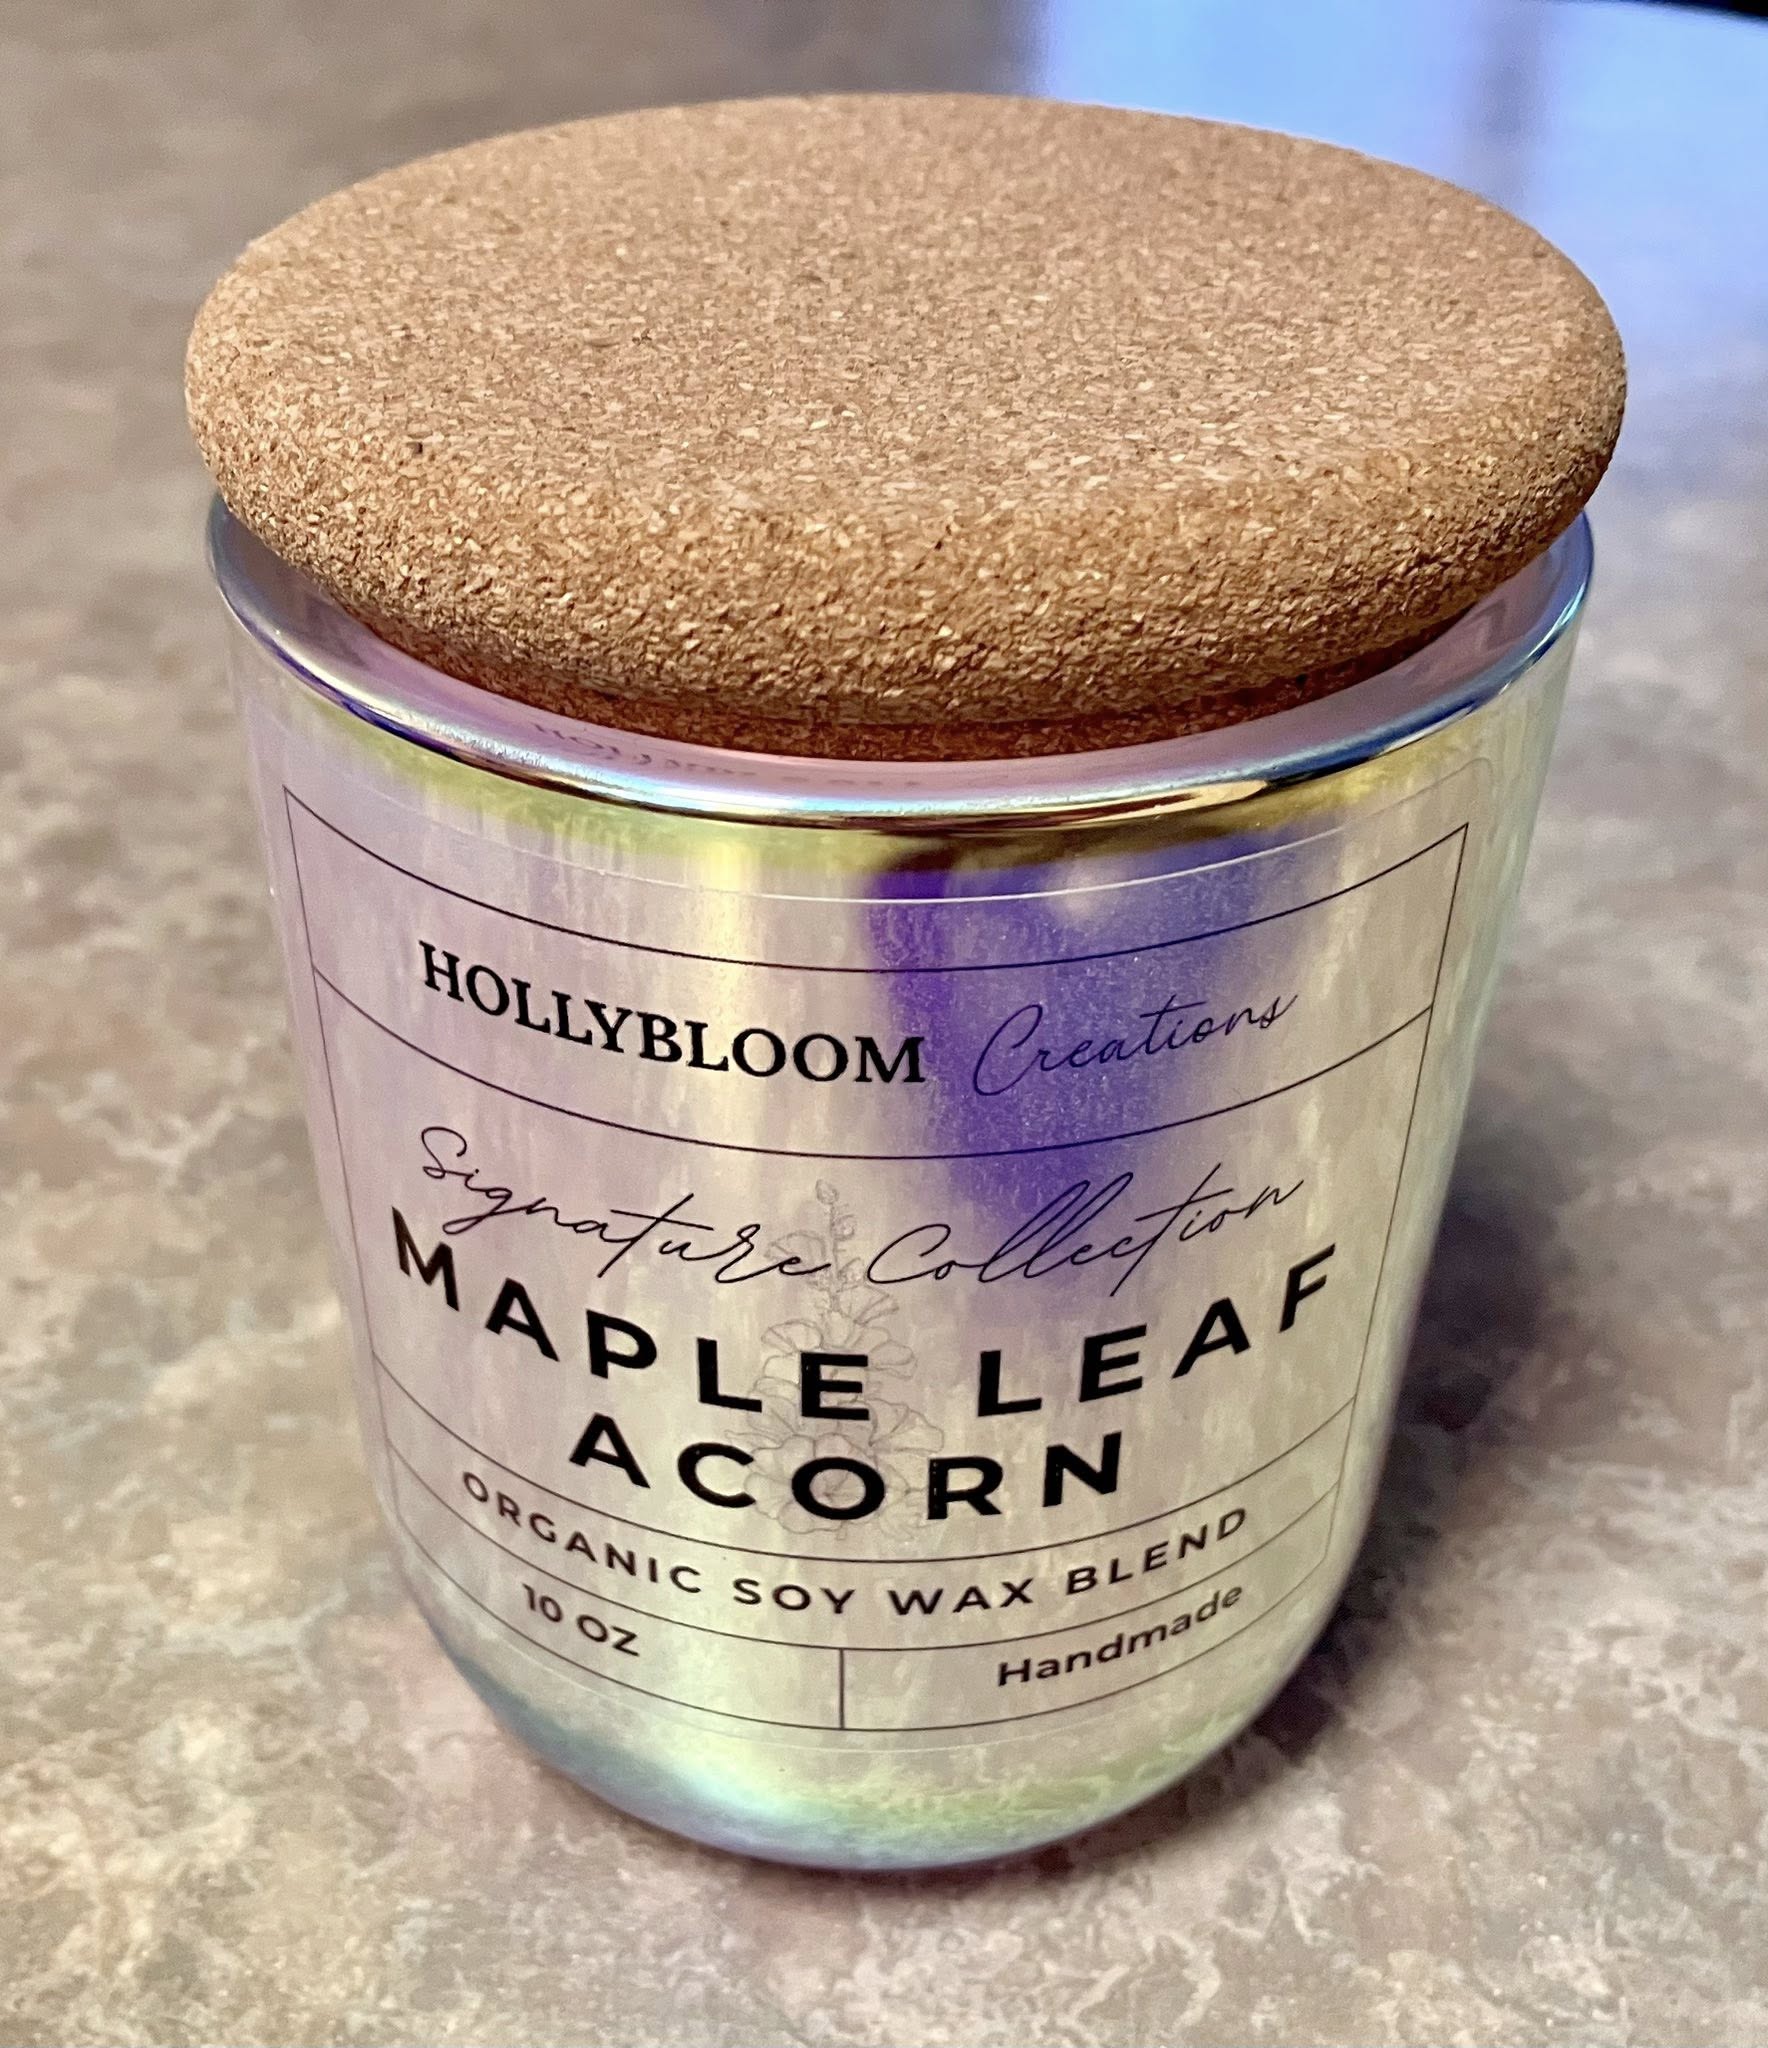 HOLLYBLOOM Creations
Signature Collection
MAPLE LEAF
ACORN
ORGANIC SOY WAX BLEND
10 OZ
Handmade